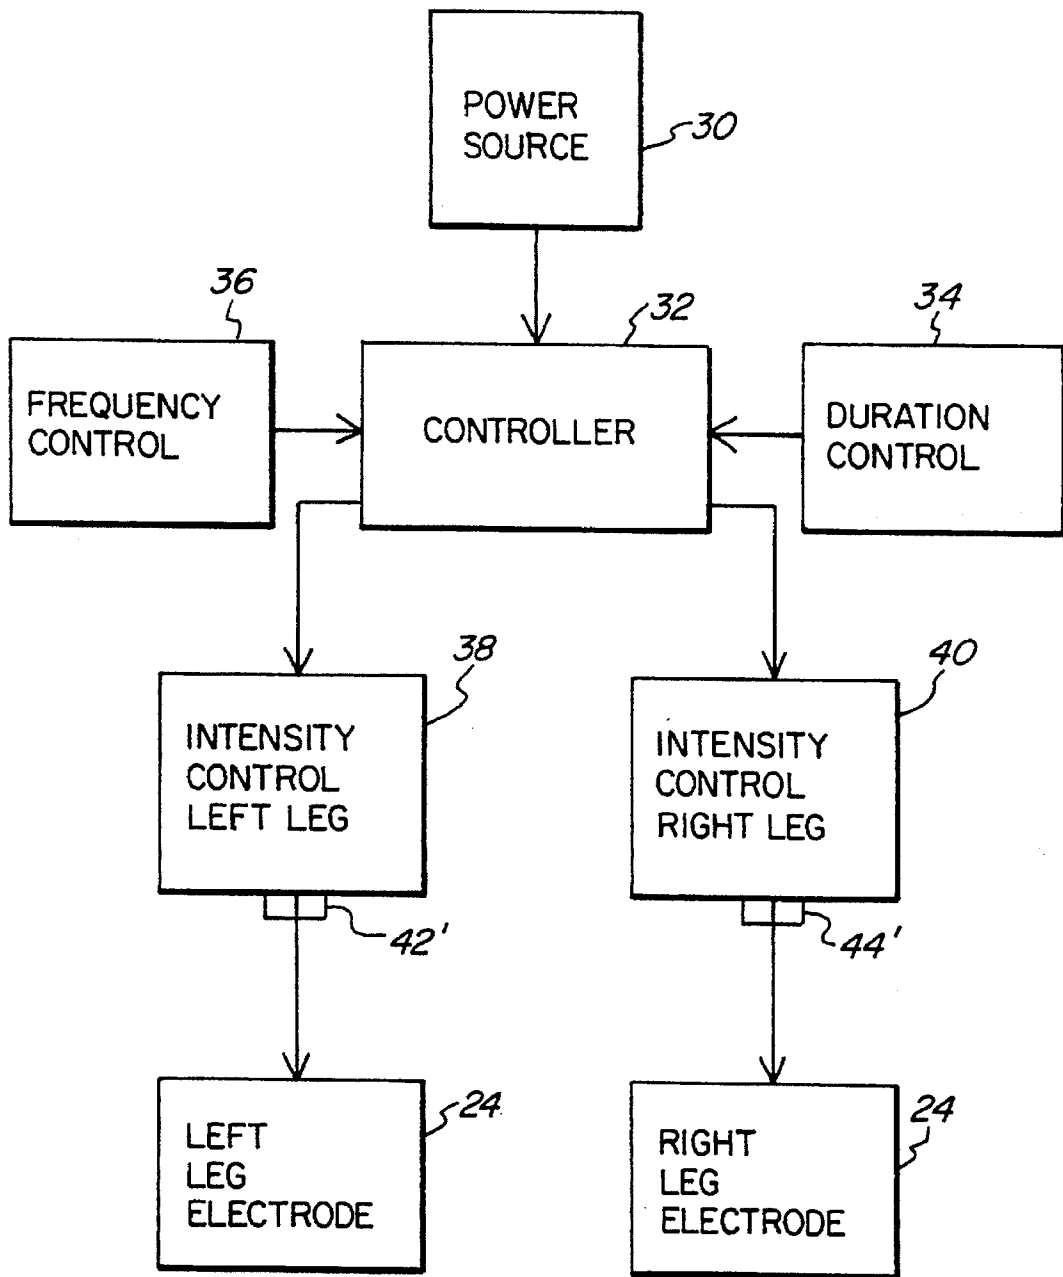 POWER
SOURCE
30
36
32
34
FREQUENCY
CONTROL
CONTROLLER
DURATION
CONTROL
38
40
INTENSITY
CONTROL
LEFT LEG
INTENSITY
CONTROL
RIGHT LEG
42'
44'
24
24
LEFT
LEG
ELECTRODE
RIGHT
LEG
ELECTRODE